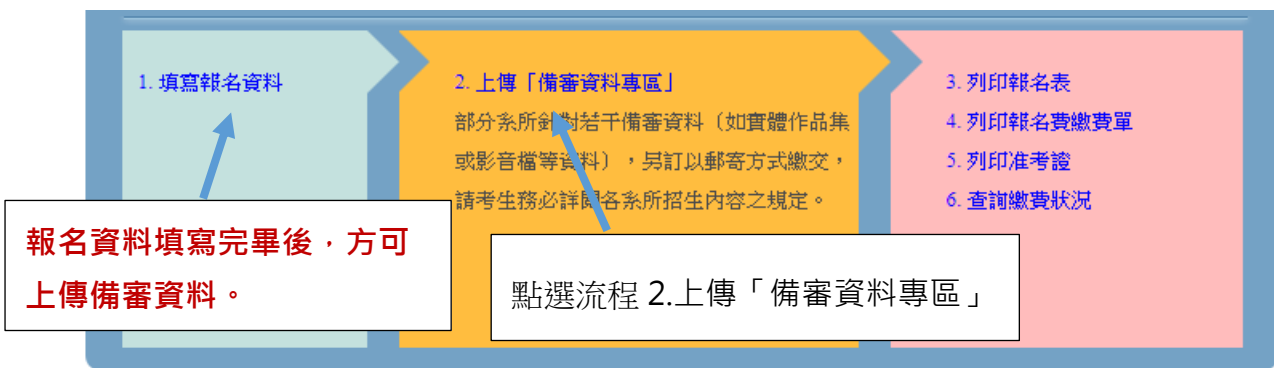 1. 填寫報名資料
2. 上傳「備審資料專區」
部分系所針對若干備審資料（如實體作品集
或影音檔等資料），另訂以郵寄方式繳交，
請考生務必詳閱各系所招生內容之規定。
3. 列印報名表
4. 列印報名費繳費單
5. 列印准考證
6. 查詢繳費狀況
報名資料填寫完畢後，方可
上傳備審資料。
點選流程 2.上傳「備審資料專區」